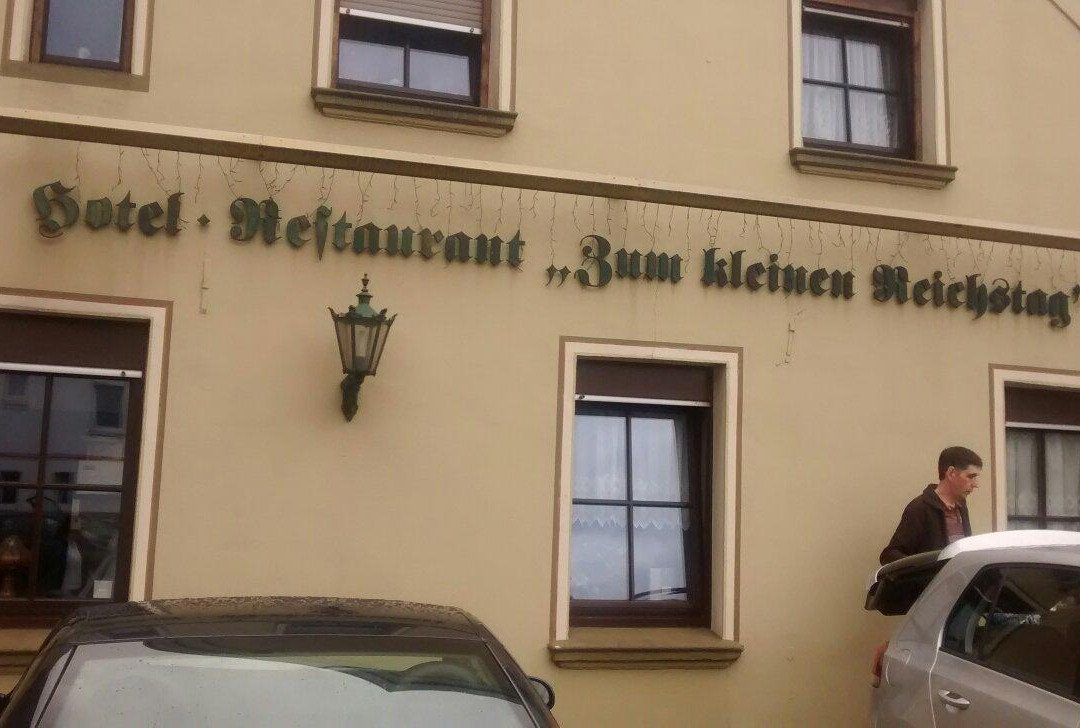 Hotel · Reſtaurant „Zum kleinen Reichstag"